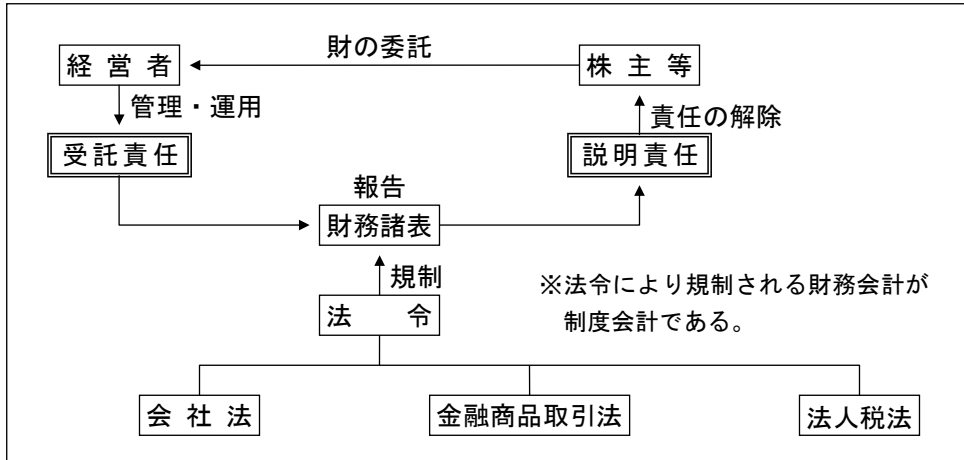 財の委託
経営者
株主等
管理・運用
責任の解除
受託責任
説明責任
報告
財務諸表
規制
※法令により規制される財務会計が
制度会計である。
法令
会社法
金融商品取引法
法人税法